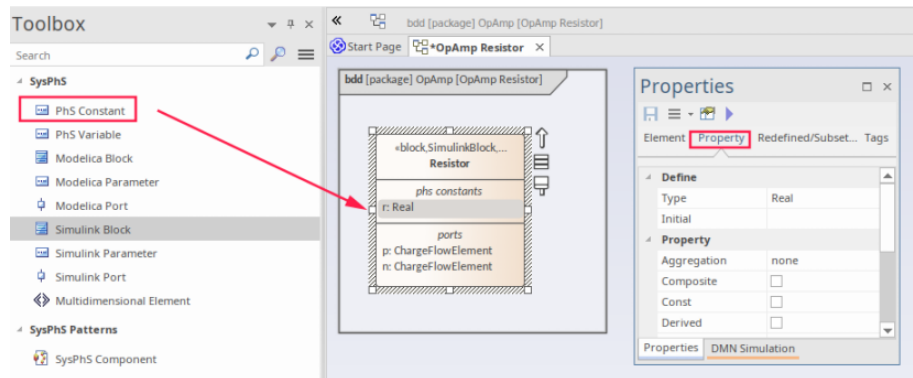 Toolbox
Search
SysPhS
PhS Constant
PhS Variable
Modelica Block
Modelica Parameter
Modelica Port
Simulink Block
Simulink Parameter
Simulink Port
Multidimensional Element
SysPhS Patterns
SysPhS Component
bdd [package] OpAmp [OpAmp Resistor]
Start Page *OpAmp Resistor
bdd [package] OpAmp [OpAmp Resistor]
«block,SimulinkBlock,...
Resistor
phs constants
r: Real
ports
p: ChargeFlowElement
n: ChargeFlowElement
Properties
Element Property Redefined/Subset... Tags
Define
Type Real
Initial
Property
Aggregation none
Composite
Const
Derived
Properties DMN Simulation